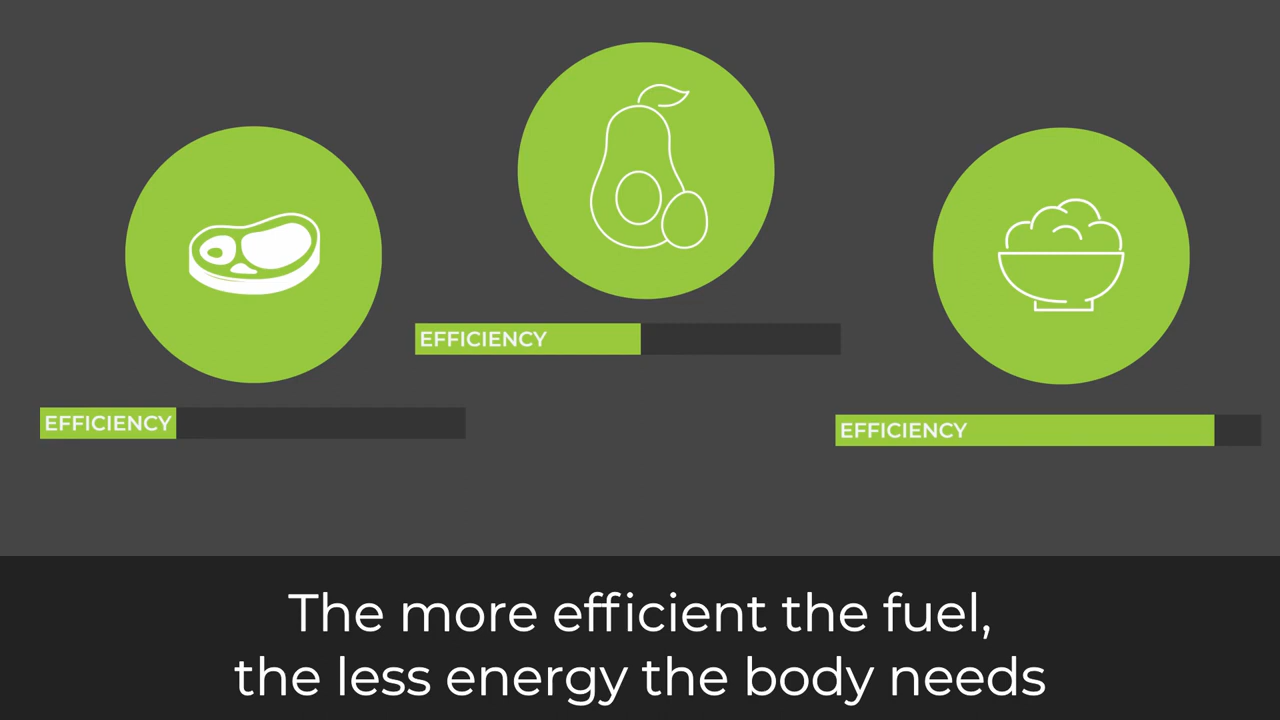 EFFICIENCY
EFFICIENCY
EFFICIENCY
The more efficient the fuel,
the less energy the body needs